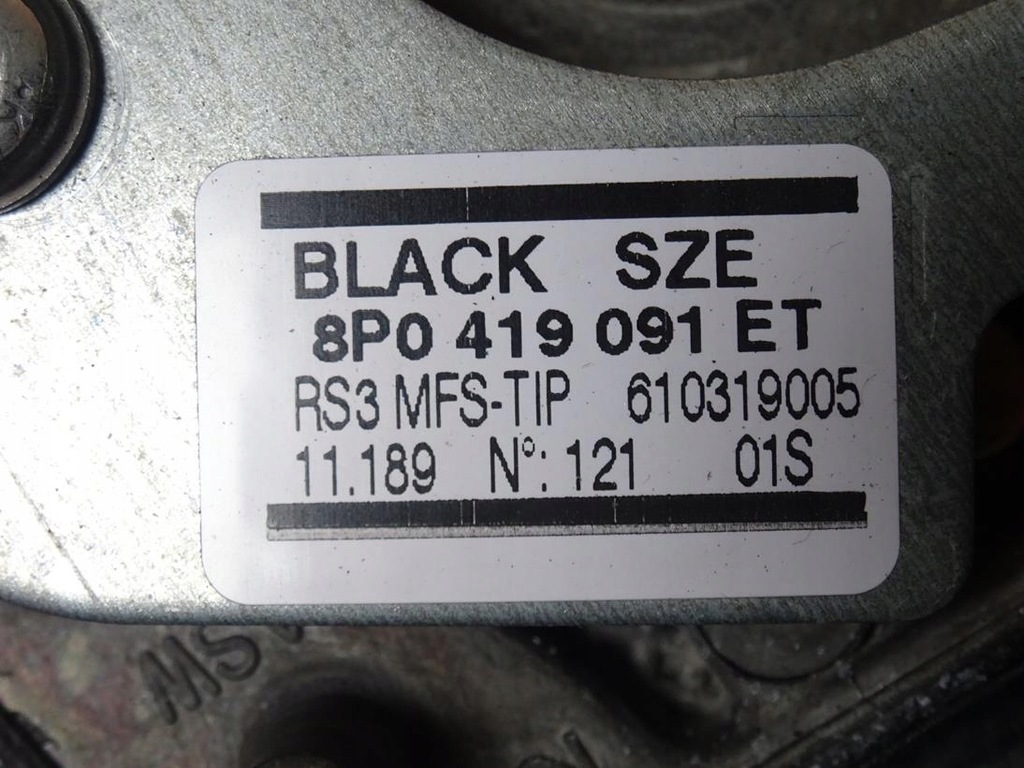 BLACK SZE
8P0 419 091 ET
RS3 MFS-TIP 610319005
11.189 N°: 121 01S